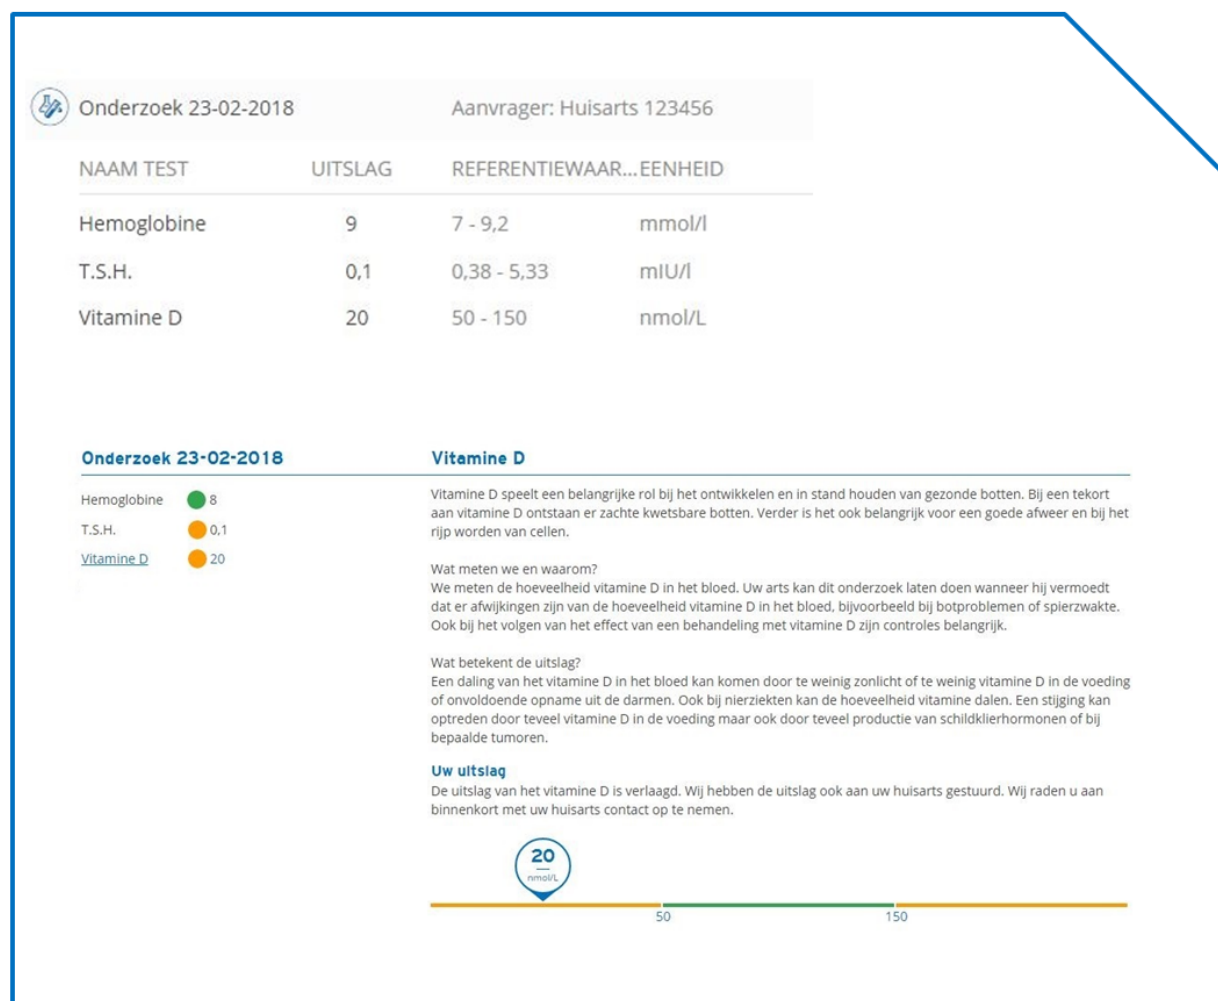 Onderzoek 23-02-2018 Aanvrager: Huisarts 123456
NAAM TEST UITSLAG REFERENTIEWAAR... EENHEID
Hemoglobine 9 7 - 9,2 mmol/l
T.S.H. 0,1 0,38 - 5,33 mIU/l
Vitamine D 20 50 - 150 nmol/L
Onderzoek 23-02-2018
Hemoglobine 8
T.S.H. 0,1
Vitamine D 20
Vitamine D
Vitamine D speelt een belangrijke rol bij het ontwikkelen en in stand houden van gezonde botten. Bij een tekort
aan vitamine D ontstaan er zachte kwetsbare botten. Verder is het ook belangrijk voor een goede afweer en bij het
rijp worden van cellen.
Wat meten we en waarom?
We meten de hoeveelheid vitamine D in het bloed. Uw arts kan dit onderzoek laten doen wanneer hij vermoedt
dat er afwijkingen zijn van de hoeveelheid vitamine D in het bloed, bijvoorbeeld bij botproblemen of spierzwakte.
Ook bij het volgen van het effect van een behandeling met vitamine D zijn controles belangrijk.
Wat betekent de uitslag?
Een daling van het vitamine D in het bloed kan komen door te weinig zonlicht of te weinig vitamine D in de voeding
of onvoldoende opname uit de darmen. Ook bij nierziekten kan de hoeveelheid vitamine dalen. Een stijging kan
optreden door teveel vitamine D in de voeding maar ook door teveel productie van schildklierhormonen of bij
bepaalde tumoren.
Uw uitslag
De uitslag van het vitamine D is verlaagd. Wij hebben de uitslag ook aan uw huisarts gestuurd. Wij raden u aan
binnenkort met uw huisarts contact op te nemen.
20
nmol/L
50 150